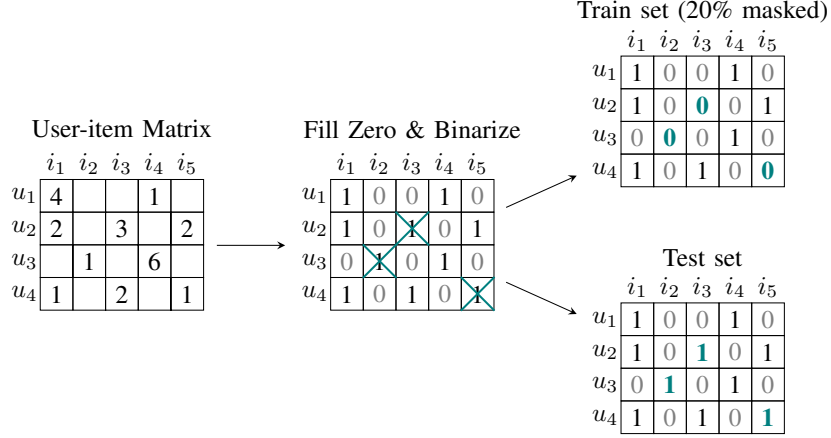 User-item Matrix
i1 i2 i3 i4 i5
u1 4 1
u2 2 3 2
u3 1 6
u4 1 2 1
Fill Zero & Binarize
i1 i2 i3 i4 i5
1 0 0 1 0
1 0 1 0 1
0 1 0 1 0
1 0 1 0 1
u1
u2
u3
u4
Train set (20% masked)
i1 i2 i3 i4 i5
u1 1 0 0 1 0
u2 1 0 0 0 1
u3 0 0 0 1 0
u4 1 0 1 0 0
Test set
i1 i2 i3 i4 i5
u1 1 0 0 1 0
u2 1 0 1 0 1
u3 0 1 0 1 0
u4 1 0 1 0 1